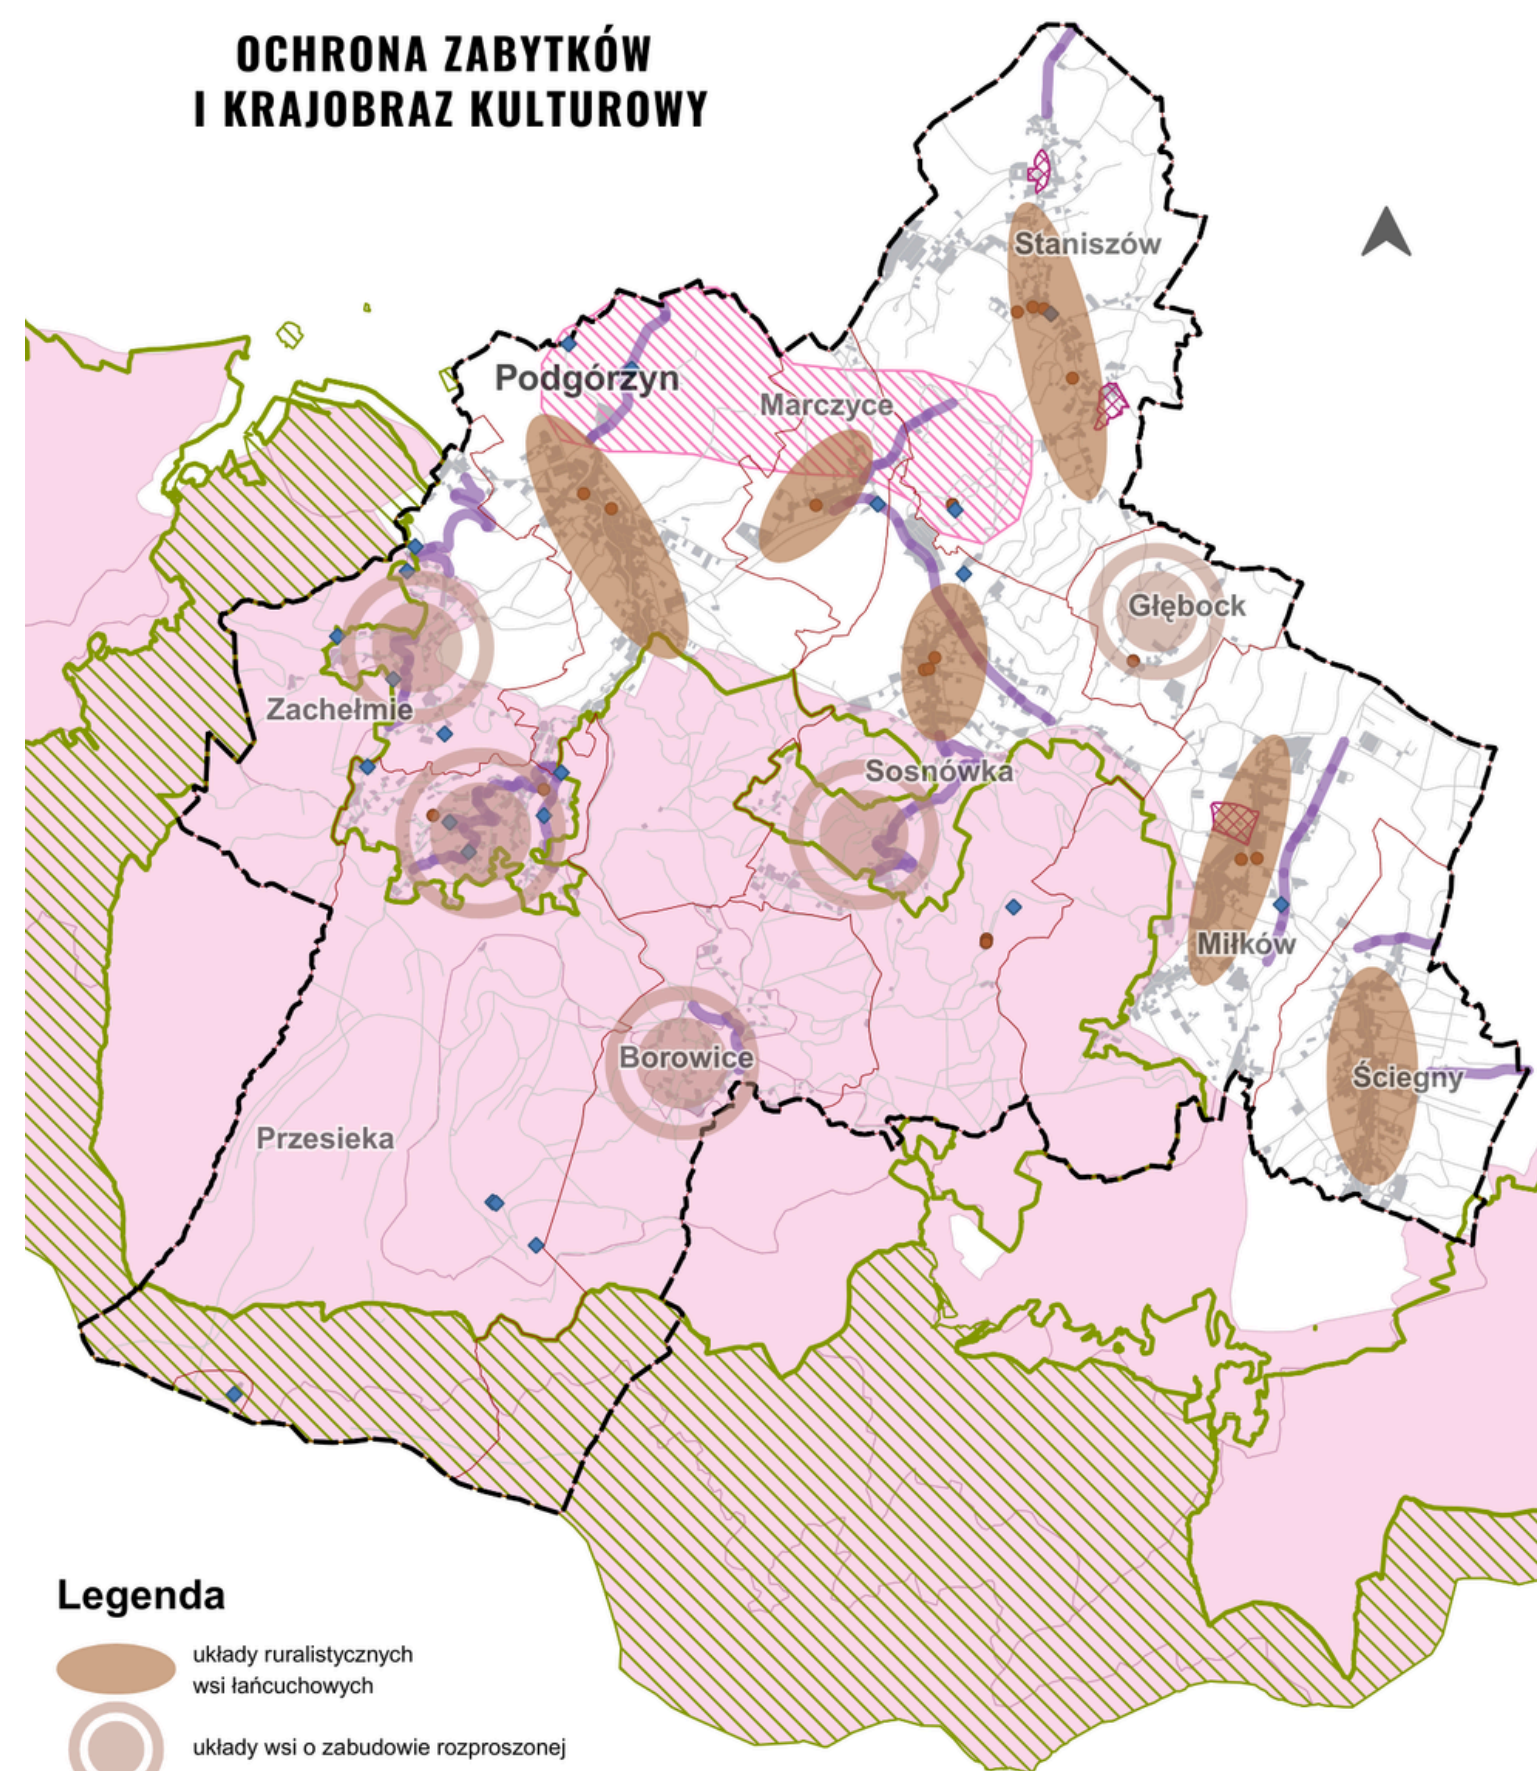 OCHRONA ZABYTKÓW
I KRAJOBRAZ KULTUROWY
Staniszów
Podgórzyn
Marczyce
Głębock
Zachełmie
Sosnówka
Miłków
Borowice
Ściegny
Przesieka
Legenda
układy ruralistycznych
wsi łańcuchowych
układy wsi o zabudowie rozproszonej